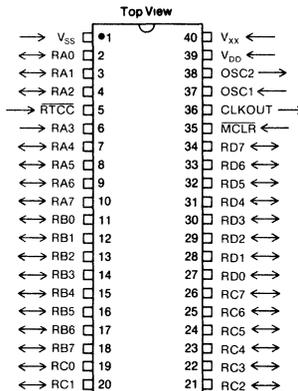 Top View
V_SS 1 40 V_XX
RA0 2 39 V_DD
RA1 3 38 OSC2
RA2 4 37 OSC1
RTCC 5 36 CLKOUT
RA3 6 35 MCLR
RA4 7 34 RD7
RA5 8 33 RD6
RA6 9 32 RD5
RA7 10 31 RD4
RB0 11 30 RD3
RB1 12 29 RD2
RB2 13 28 RD1
RB3 14 27 RD0
RB4 15 26 RC7
RB5 16 25 RC6
RB6 17 24 RC5
RB7 18 23 RC4
RC0 19 22 RC3
RC1 20 21 RC2